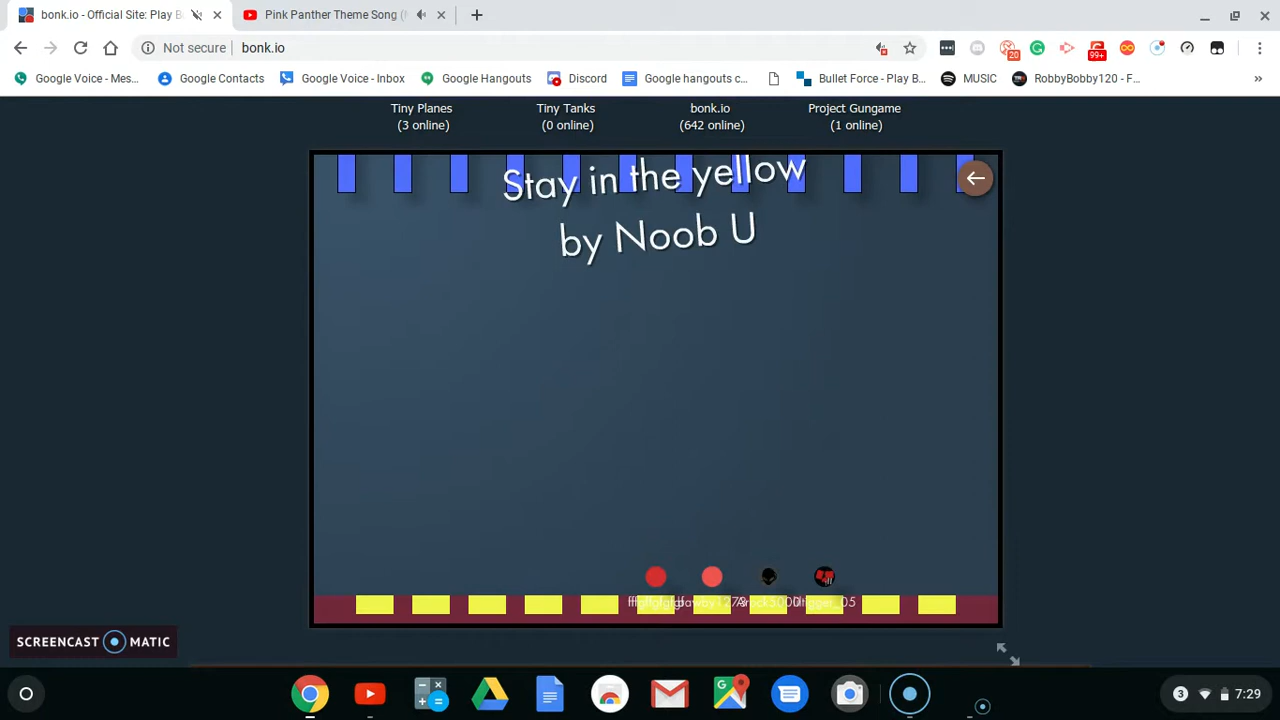 bonk.io - Official Site: Play B
Pink Panther Theme Song (
Not secure
bonk.io
20
99+
Google Voice - Mes...
Google Contacts
Google Voice - Inbox
Google Hangouts
Discord
Google hangouts c...
Bullet Force - Play B...
MUSIC
RobbyBobby120 - F...
»
Tiny Planes
(3 online)
Tiny Tanks
(0 online)
bonk.io
(642 online)
Project Gungame
(1 online)
Stay in the yellow
by Noob U
SCREENCAST MATIC
3
7:29